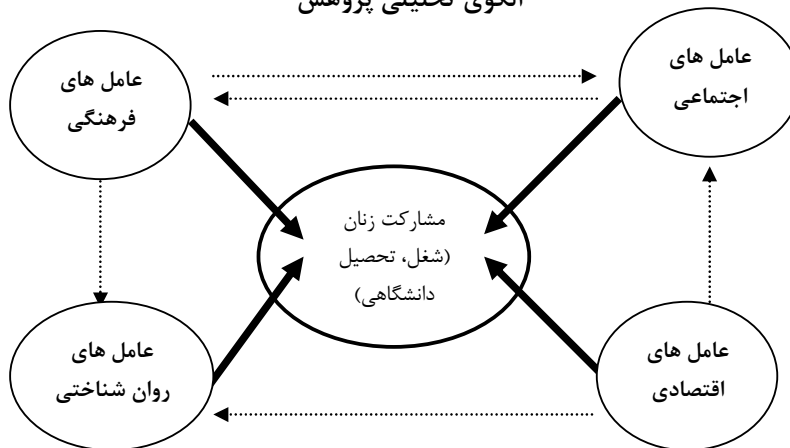 الگوی تحلیلی پژوهش
عامل های
اجتماعی
عامل های
فرهنگی
مشارکت زنان
(شغل، تحصیل
دانشگاهی)
عامل های
اقتصادی
عامل های
روان شناختی